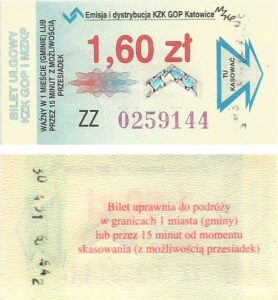 Emisja i dystrybucja KZK GOP Katowice
BILET ULGOWY
KZK GOP I MZKP
WAŻNY W 1 MIEŚCIE (GMINIE) LUB
PRZEZ 15 MINUT Z MOŻLIWOŚCIĄ
PRZESIADEK
1,60 zł
TU
KASOWAĆ
ZZ 0259144
Bilet uprawnia do podróży
w granicach 1 miasta (gminy)
lub przez 15 minut od momentu
skasowania (z możliwością przesiadek)